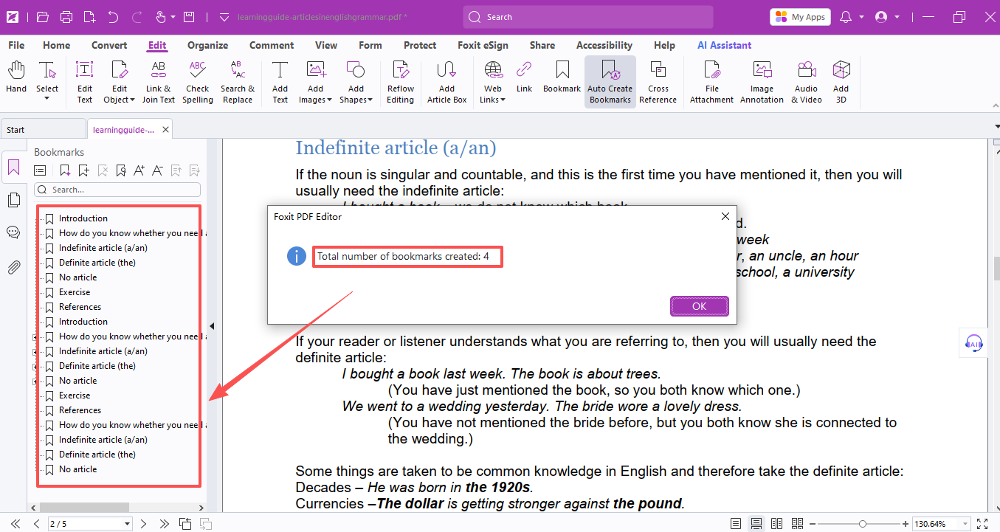 learningguide-articlesinenglishgrammar.pdf *
Search
My Apps
File Home Convert Edit Organize Comment View Form Protect Foxit eSign Share Accessibility Help AI Assistant
Hand
Select
Edit Text
Edit Object
Link & Join Text
Check Spelling
Search & Replace
Add Text
Add Images
Add Shapes
Reflow Editing
Add Article Box
Web Links
Link
Bookmark
Auto Create Bookmarks
Cross Reference
File Attachment
Image Annotation
Audio & Video
Add 3D
Start
learningguide-...
Bookmarks
Search...
Introduction
How do you know whether you need a
Indefinite article (a/an)
Definite article (the)
No article
Exercise
References
Introduction
How do you know whether you need a
Indefinite article (a/an)
Definite article (the)
No article
Exercise
References
How do you know whether you need a
Indefinite article (a/an)
Definite article (the)
No article
Indefinite article (a/an)
If the noun is singular and countable, and this is the first time you have mentioned it, then you will
usually need the indefinite article:
I bought a book – we do not know which book
d.
week
r, an uncle, an hour
school, a university
Foxit PDF Editor
Total number of bookmarks created: 4
OK
If your reader or listener understands what you are referring to, then you will usually need the
definite article:
I bought a book last week. The book is about trees.
(You have just mentioned the book, so you both know which one.)
We went to a wedding yesterday. The bride wore a lovely dress.
(You have not mentioned the bride before, but you both know she is connected to
the wedding.)
Some things are taken to be common knowledge in English and therefore take the definite article:
Decades – He was born in the 1920s.
Currencies –The dollar is getting stronger against the pound.
AI
2 / 5
130.64%